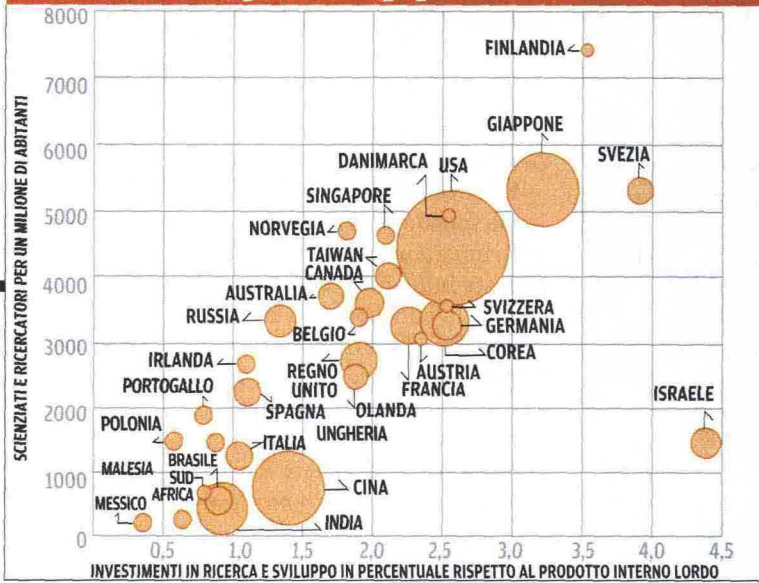 8000
FINLANDIA
7000
GIAPPONE
6000
DANIMARCA USA
SVEZIA
SINGAPORE
5000
NORVEGIA
TAIWAN
CANADA
4000
AUSTRALIA
SVIZZERA
RUSSIA
GERMANIA
BELGIO
3000
COREA
IRLANDA
REGNO
UNITO
AUSTRIA
FRANCIA
PORTOGALLO
ISRAELE
2000
SPAGNA
OLANDA
POLONIA
UNGHERIA
ITALIA
BRASILE
MALESIA
1000
SUD
AFRICA
CINA
MESSICO
INDIA
0
0,5 1,0 1,5 2,0 2,5 3,0 3,5 4,0 4,5
SCIENZIATI E RICERCATORI PER UN MILIONE DI ABITANTI
INVESTIMENTI IN RICERCA E SVILUPPO IN PERCENTUALE RISPETTO AL PRODOTTO INTERNO LORDO